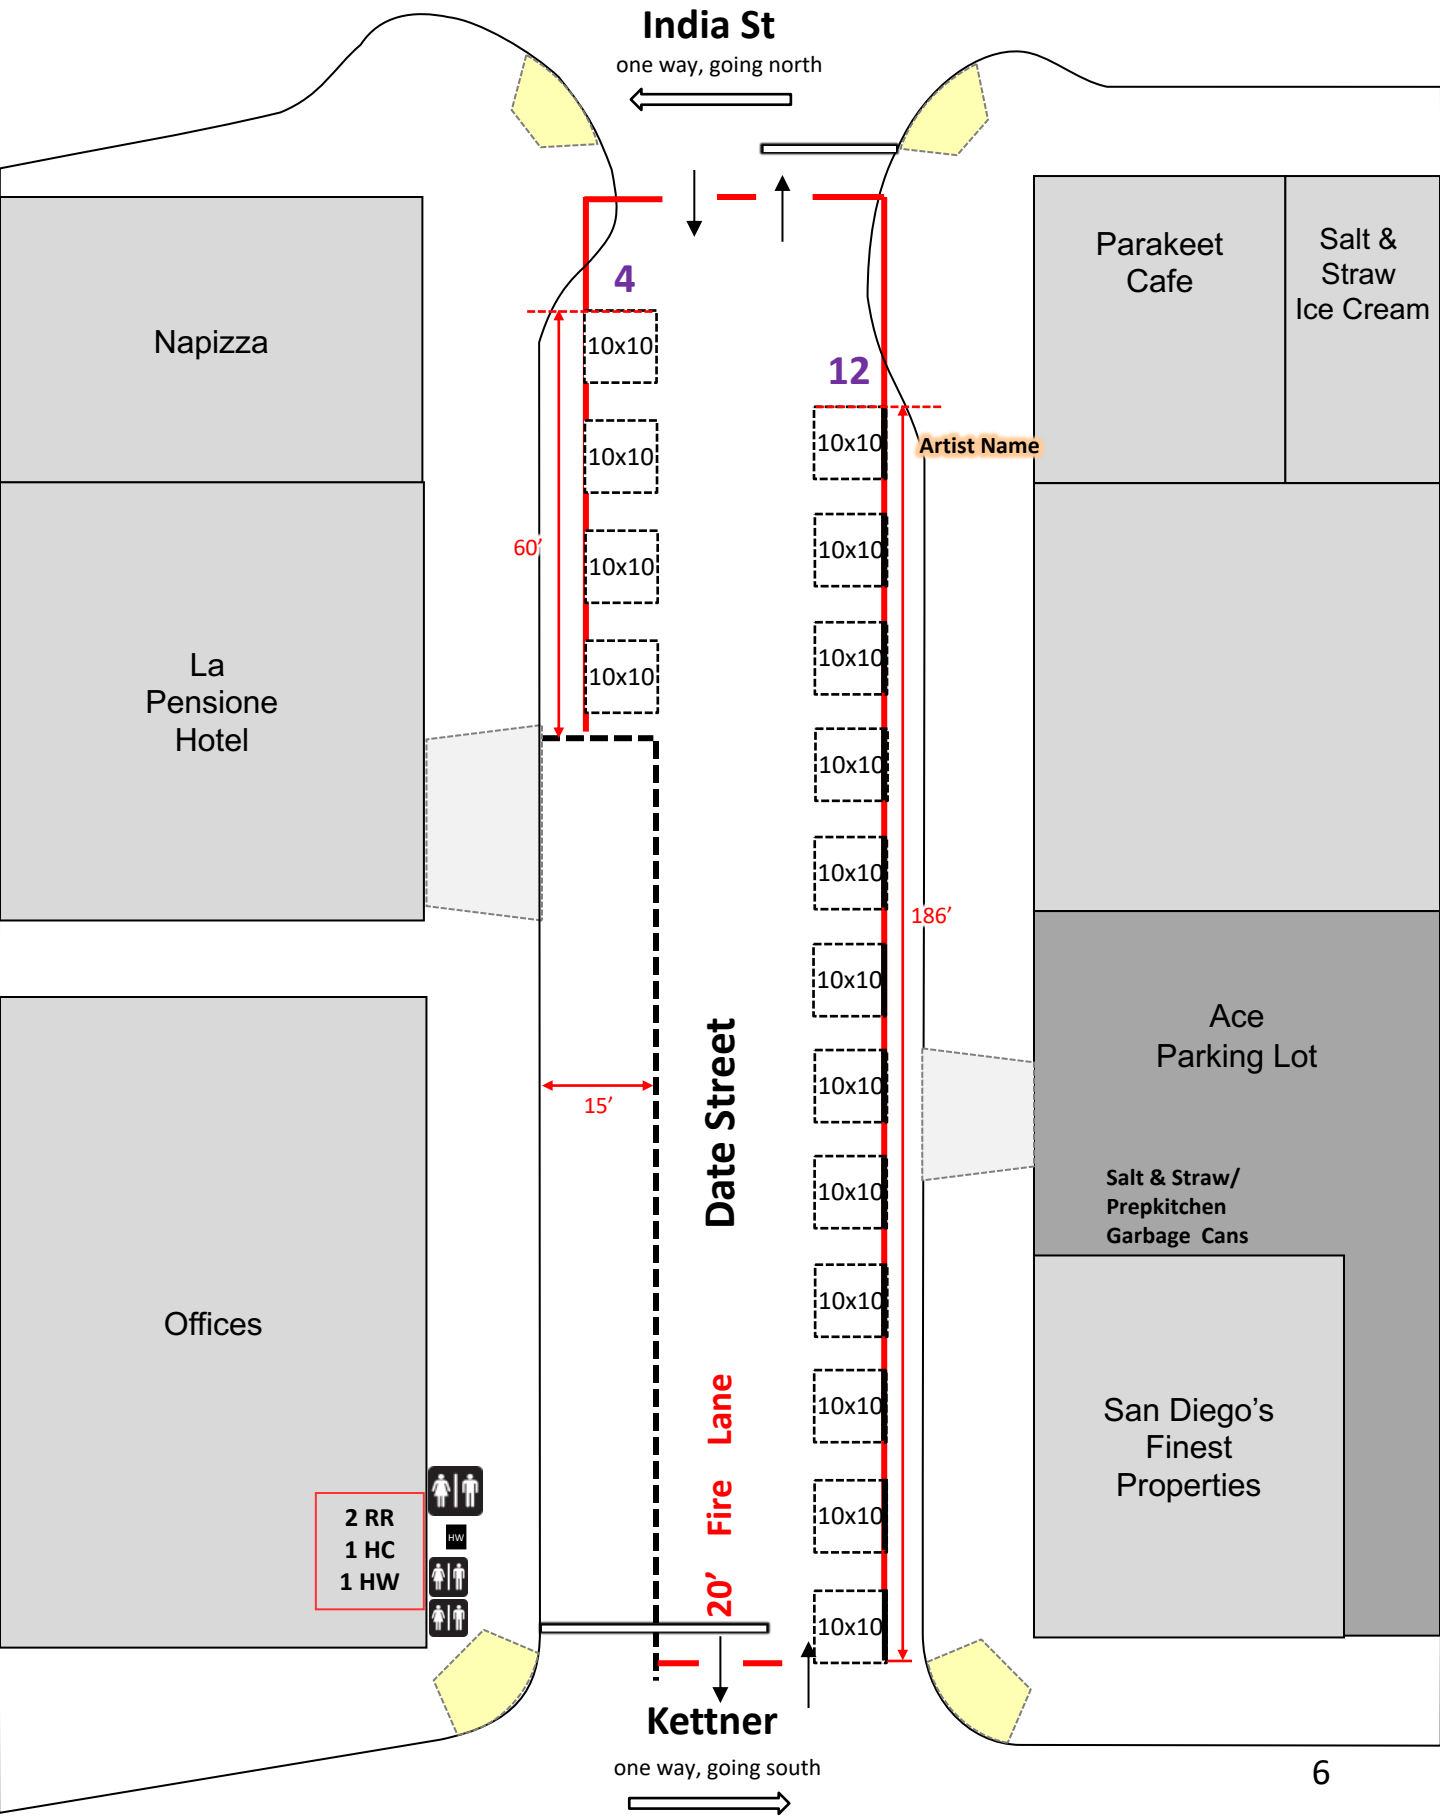 India St
one way, going north
Parakeet
Cafe
Salt &
Straw
Ice Cream
4
Napizza
10x10
12
10x10
10x10
Artist Name
10x10
60’
10x10
10x10
10x10
10x10
La
Pensione
Hotel
10x10
10x10
186’
10x10
Ace
Parking Lot
Date Street
15’
10x10
Salt & Straw/
Prepkitchen
Garbage Cans
10x10
10x10
Offices
20’ Fire Lane
10x10
San Diego’s
Finest
Properties
10x10
2 RR
1 HC
1 HW
HW
10x10
Kettner
one way, going south
6